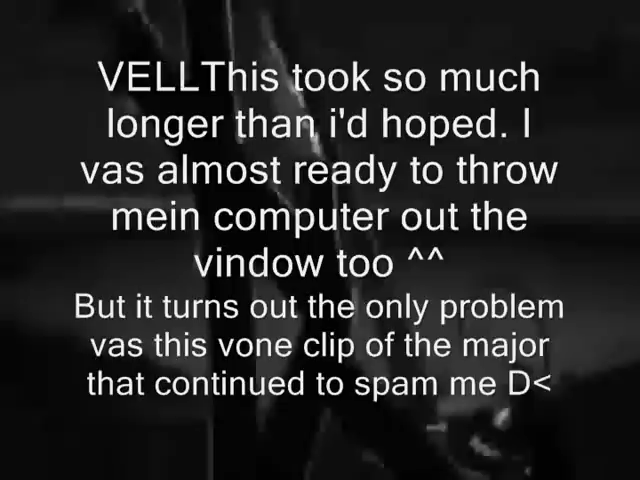 VELLThis took so much
longer than i'd hoped. I
vas almost ready to throw
mein computer out the
vindow too ^^
But it turns out the only problem
vas this vone clip of the major
that continued to spam me D<